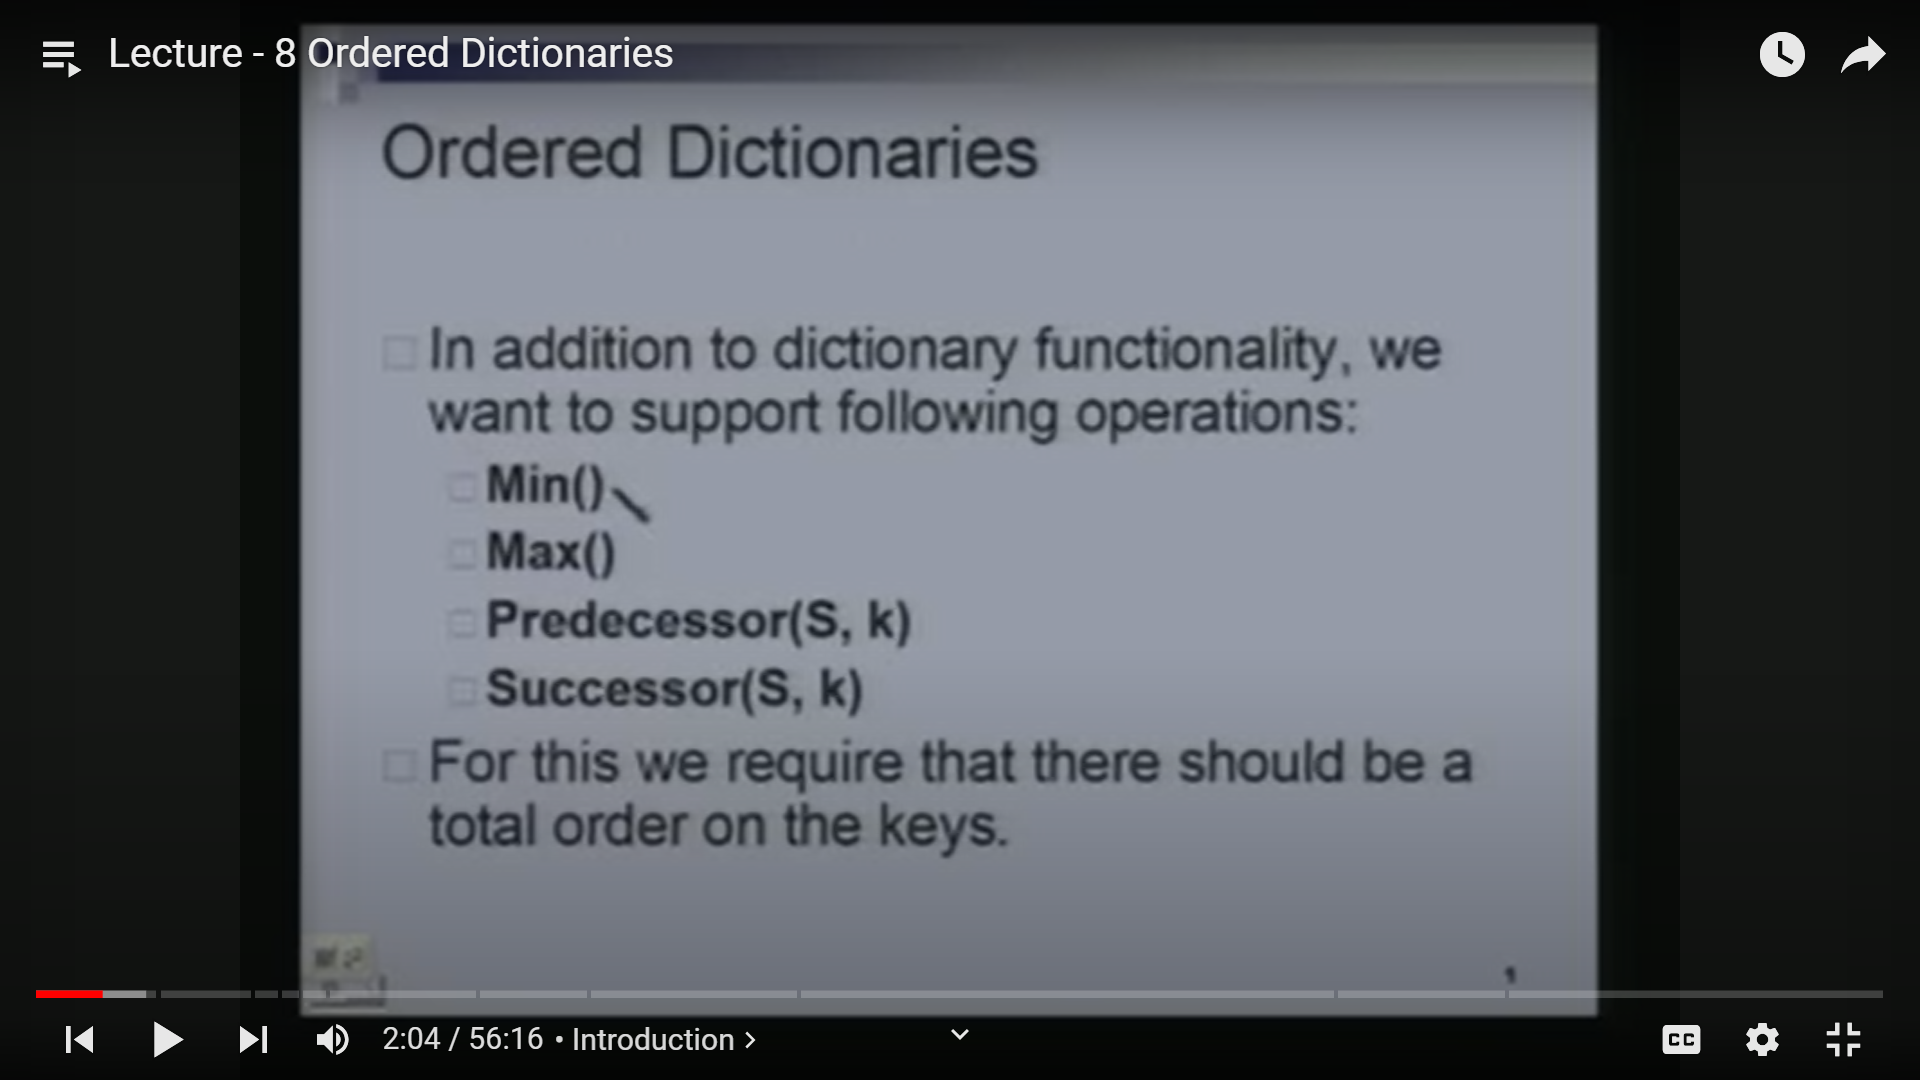 Lecture - 8 Ordered Dictionaries
Ordered Dictionaries
In addition to dictionary functionality, we
want to support following operations:
Min()
Max()
Predecessor(S, k)
Successor(S, k)
For this we require that there should be a
total order on the keys.
1
2:04 / 56:16 • Introduction >
CC